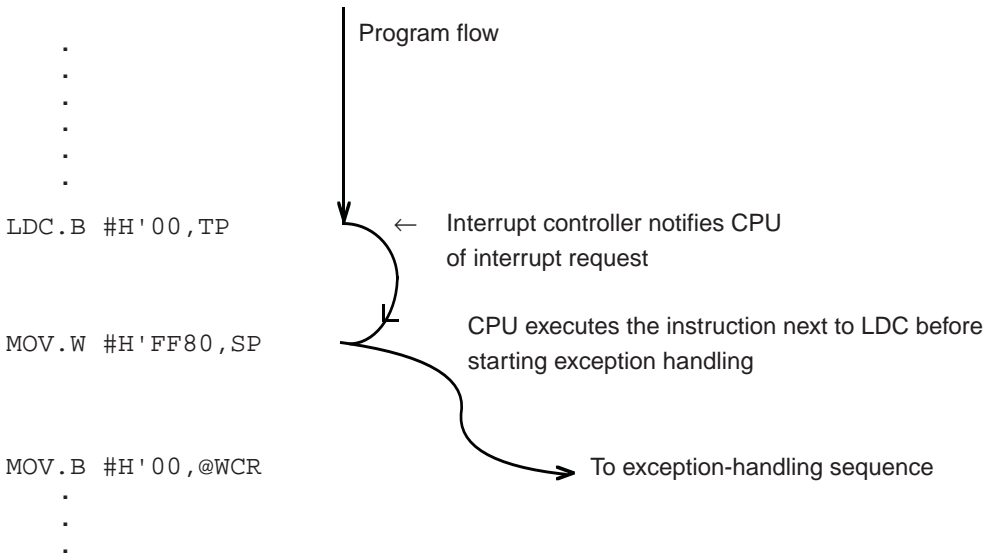 Program flow
.
.
.
.
.
.
LDC.B #H'00,TP ← Interrupt controller notifies CPU
of interrupt request
CPU executes the instruction next to LDC before
MOV.W #H'FF80,SP
starting exception handling
MOV.B #H'00,@WCR To exception-handling sequence
.
.
.